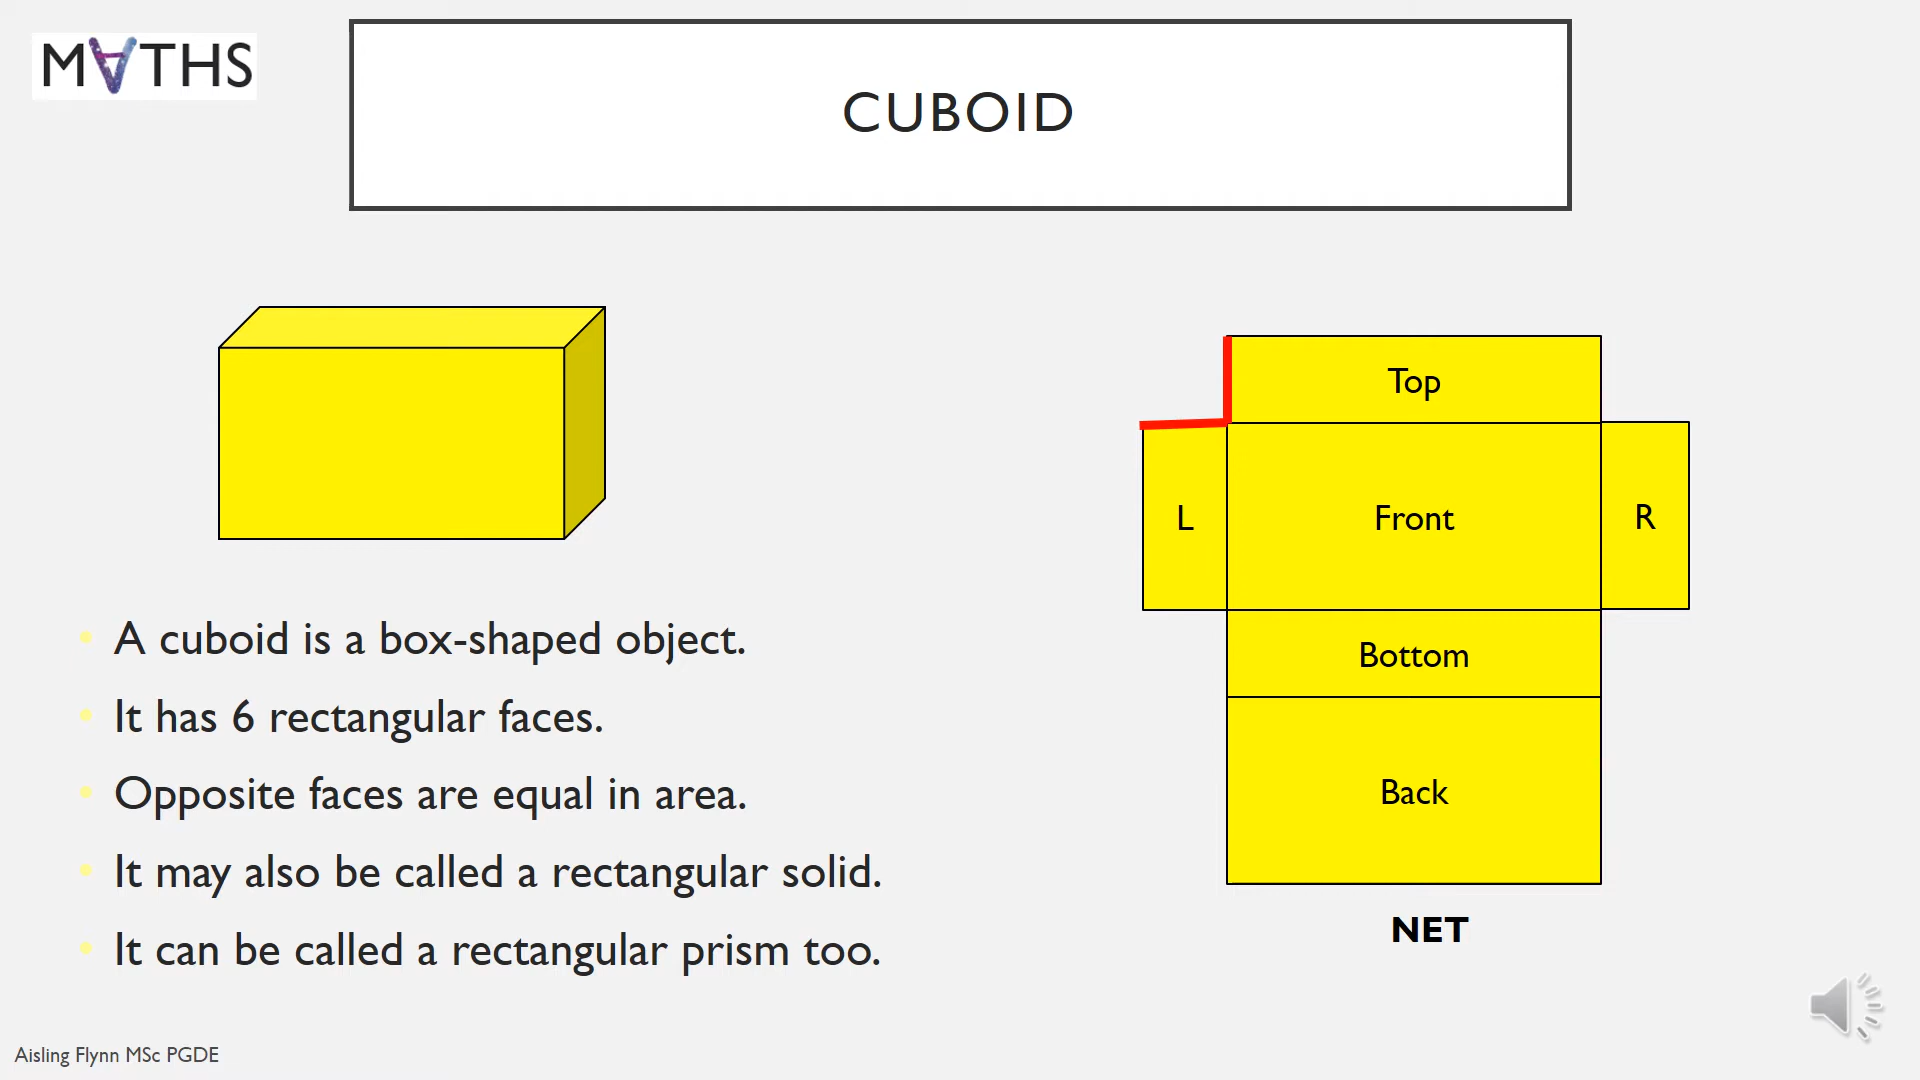 M∀THS
CUBOID
Top
L
Front
R
Bottom
Back
NET
A cuboid is a box-shaped object.
It has 6 rectangular faces.
Opposite faces are equal in area.
It may also be called a rectangular solid.
It can be called a rectangular prism too.
Aisling Flynn MSc PGDE